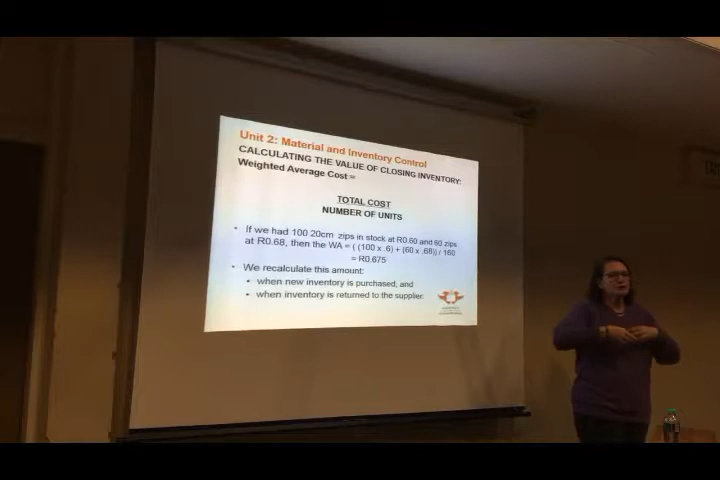 Unit 2: Material and Inventory Control
CALCULATING THE VALUE OF CLOSING INVENTORY:
Weighted Average Cost =
TOTAL COST
NUMBER OF UNITS
• If we had 100 20cm zips in stock at R0.60 and 60 zips
at R0.68, then the WA = ( (100 x .6) + (60 x .68)) / 160
= R0.675
• We recalculate this amount:
• when new inventory is purchased, and
• when inventory is returned to the supplier.